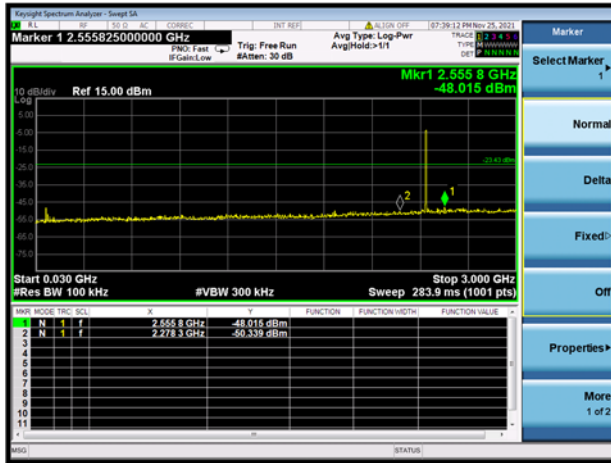 Keysight Spectrum Analyzer - Swept SA
RL RF 50 Ω AC CORREC INT REF ALIGN OFF 07:39:12 PM Nov 25, 2021
Marker 1 2.555825000000 GHz
PNO: Fast
IFGain:Low
Trig: Free Run
#Atten: 30 dB
Avg Type: Log-Pwr
Avg|Hold:>1/1
TRACE 1 2 3 4 5 6
TYPE M W W W W W
DET P N N N N N
Mkr1 2.555 8 GHz
-48.015 dBm
10 dB/div Ref 15.00 dBm
Log
5.00
-5.00
-15.0
-23.43 dBm
-25.0
-35.0
-45.0
2
1
-55.0
-65.0
-75.0
Start 0.030 GHz Stop 3.000 GHz
#Res BW 100 kHz #VBW 300 kHz Sweep 283.9 ms (1001 pts)
MKR MODE TRC SCL X Y FUNCTION FUNCTION WIDTH FUNCTION VALUE
1 N 1 f 2.555 8 GHz -48.015 dBm
2 N 1 f 2.278 3 GHz -50.339 dBm
3
4
5
6
7
8
9
10
11
MSG STATUS
Marker
Select Marker
1
Normal
Delta
Fixed
Off
Properties
More
1 of 2